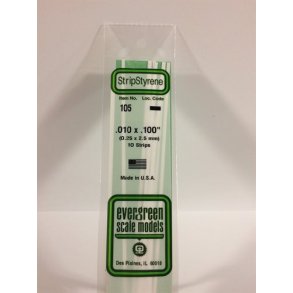 StripStyrene
Item No. Loc. Code
105
.010 x .100"
(0.25 x 2.5 mm)
10 Strips
Made in U.S.A.
evergreen
scale models
Des Plaines, IL 60018